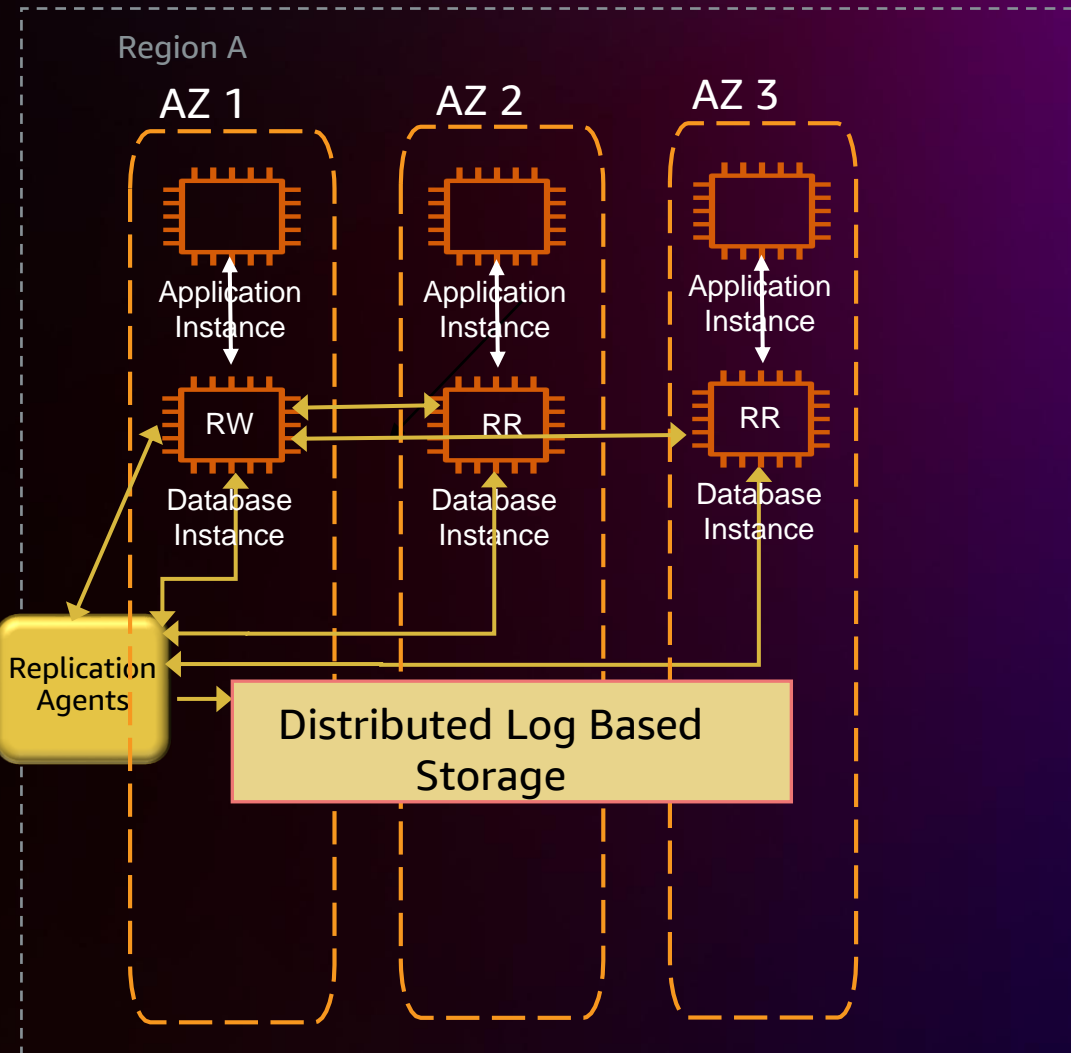 Region A
AZ 1
AZ 2
AZ 3
Application
Instance
Application
Instance
Application
Instance
RW
RR
RR
Database
Instance
Database
Instance
Database
Instance
Replication
Agents
Distributed Log Based
Storage